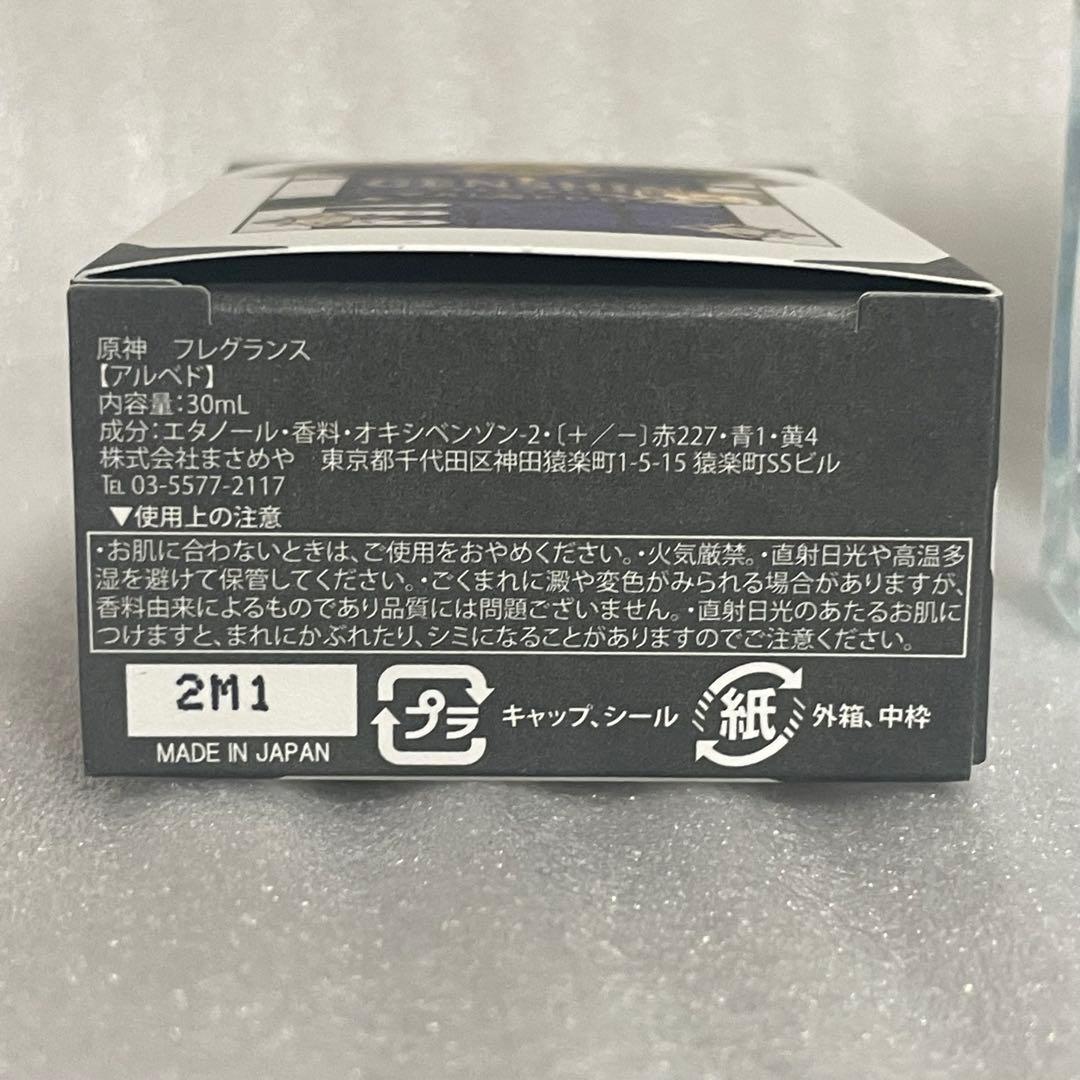 GENSHIN
原神　フレグランス
【アルベド】
内容量：30mL
成分：エタノール・香料・オキシベンゾン-2・〔＋／－〕赤227・青1・黄4
株式会社まさめや　東京都千代田区神田猿楽町1-5-15 猿楽町SSビル
℡ 03-5577-2117
▼使用上の注意
・お肌に合わないときは、ご使用をおやめください。・火気厳禁。・直射日光や高温多
湿を避けて保管してください。・ごくまれに澱や変色がみられる場合がありますが、
香料由来によるものであり品質には問題ございません。・直射日光のあたるお肌に
つけますと、まれにかぶれたり、シミになることがありますのでご注意ください。
2M1
MADE IN JAPAN
プラ キャップ、シール
紙 外箱、中枠